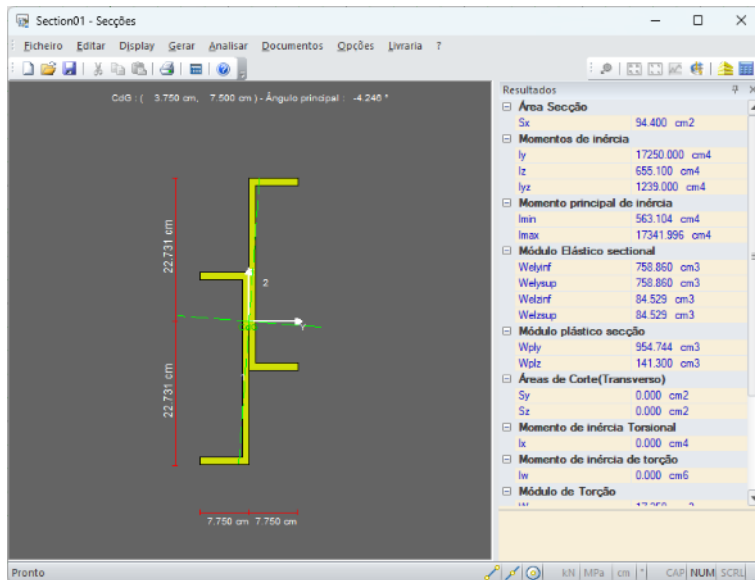 Section01 - Secções
Ficheiro Editar Display Gerar Analisar Documentos Opções Livraria ?
CdG : ( 3.750 cm, 7.500 cm ) - Ângulo principal : -4.246 °
22.731 cm
22.731 cm
2
Y
1
7.750 cm 7.750 cm
Resultados
Área Secção
Sx 94.400 cm2
Momentos de inércia
Iy 17250.000 cm4
Iz 655.100 cm4
Iyz 1239.000 cm4
Momento principal de inércia
Imin 563.104 cm4
Imax 17341.996 cm4
Módulo Elástico sectional
Welyinf 758.860 cm3
Welysup 758.860 cm3
Welzinf 84.529 cm3
Welzsup 84.529 cm3
Módulo plástico secção
Wply 954.744 cm3
Wplz 141.300 cm3
Áreas de Corte(Transverso)
Sy 0.000 cm2
Sz 0.000 cm2
Momento de inércia Torsional
Ix 0.000 cm4
Momento de inércia de torção
Iw 0.000 cm6
Módulo de Torção
Pronto
kN MPa cm ° CAP NUM SCRL